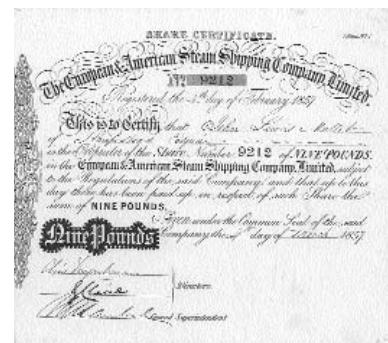 SHARE CERTIFICATE.
The European & American Steam Shipping Company, Limited.
No. 9212
Registered the 4th day of February 1857
This is to Certify that
of
is the Proprietor of the Share, Number 9212 of NINE POUNDS.
in the European & American Steam Shipping Company, Limited, subject
to the Regulations of the said Company; and that up to this
day there has been paid up in respect of such Share the
sum of NINE POUNDS.
Given under the Common Seal of the said
Nine Pounds Company, the day of March 1857
Directors.
Superintendent